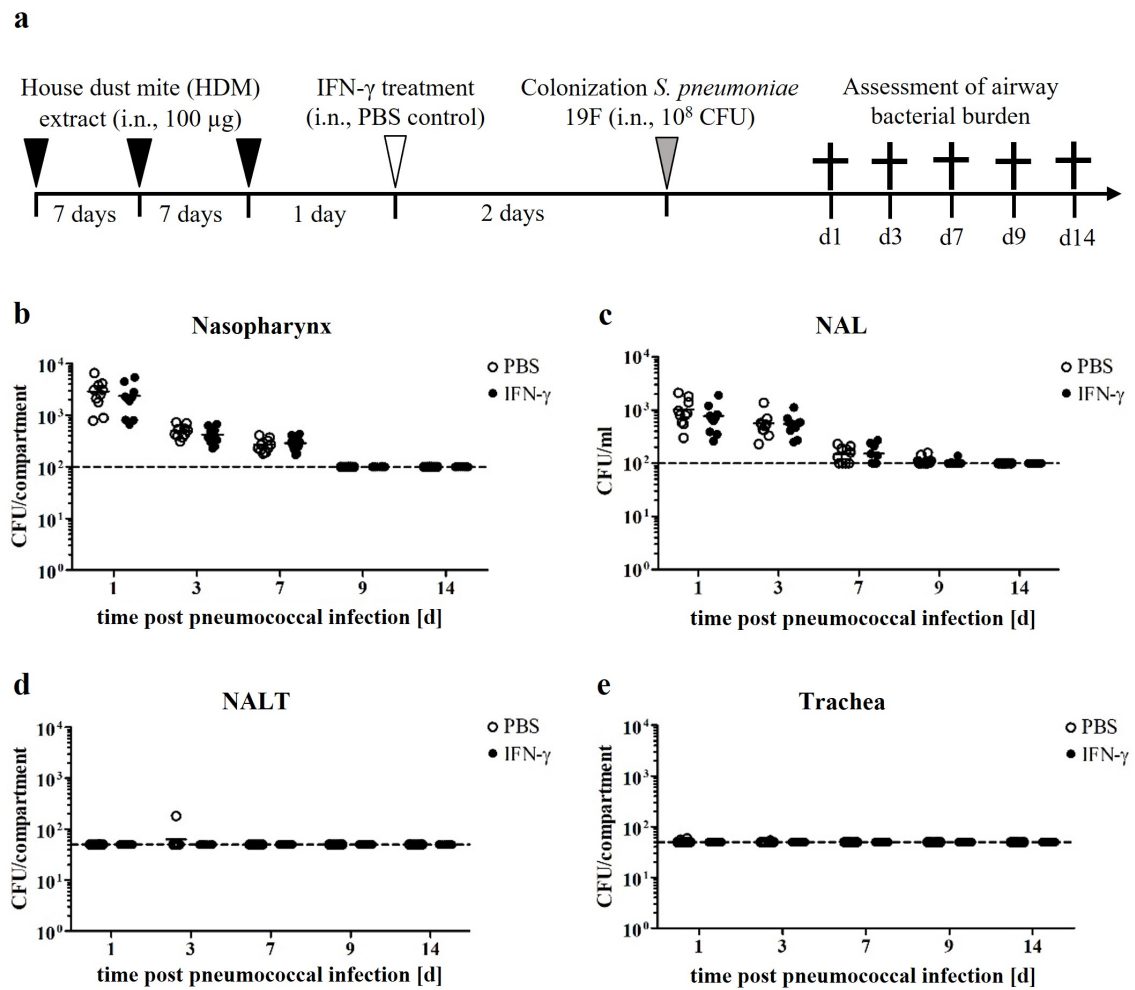 a
House dust mite (HDM)
extract (i.n., 100 µg)
IFN-γ treatment
(i.n., PBS control)
Colonization S. pneumoniae
19F (i.n., 10⁸ CFU)
Assessment of airway
bacterial burden
7 days
7 days
1 day
2 days
d1
d3
d7
d9
d14
b
Nasopharynx
PBS
IFN-γ
CFU/compartment
10⁴
10³
10²
10¹
10⁰
1
3
7
9
14
time post pneumococcal infection [d]
c
NAL
PBS
IFN-γ
CFU/ml
10⁴
10³
10²
10¹
10⁰
1
3
7
9
14
time post pneumococcal infection [d]
d
NALT
PBS
IFN-γ
CFU/compartment
10⁴
10³
10²
10¹
10⁰
1
3
7
9
14
time post pneumococcal infection [d]
e
Trachea
PBS
IFN-γ
CFU/compartment
10⁴
10³
10²
10¹
10⁰
1
3
7
9
14
time post pneumococcal infection [d]